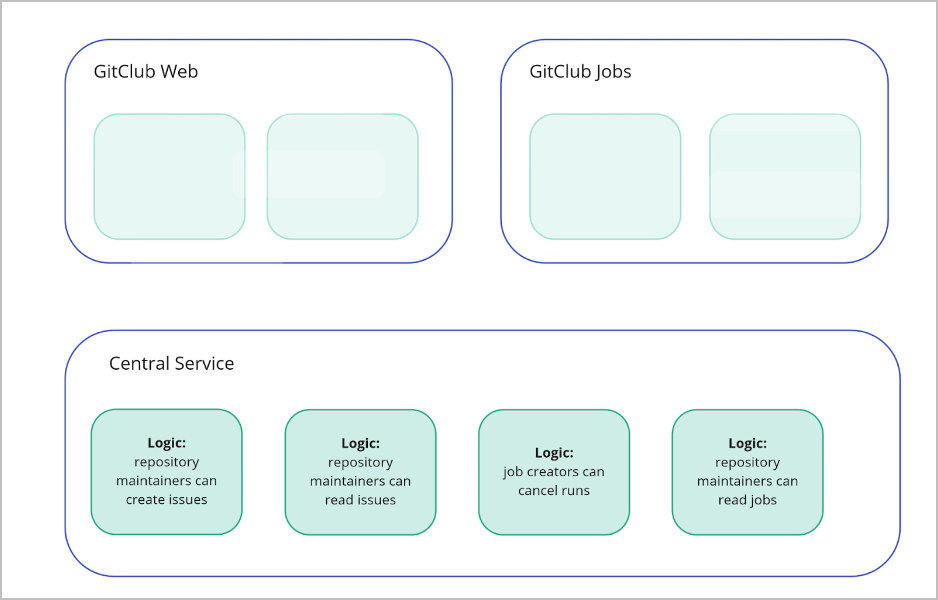 GitClub Web
GitClub Jobs
Central Service
Logic:
repository
maintainers can
create issues
Logic:
repository
maintainers can
read issues
Logic:
job creators can
cancel runs
Logic:
repository
maintainers can
read jobs